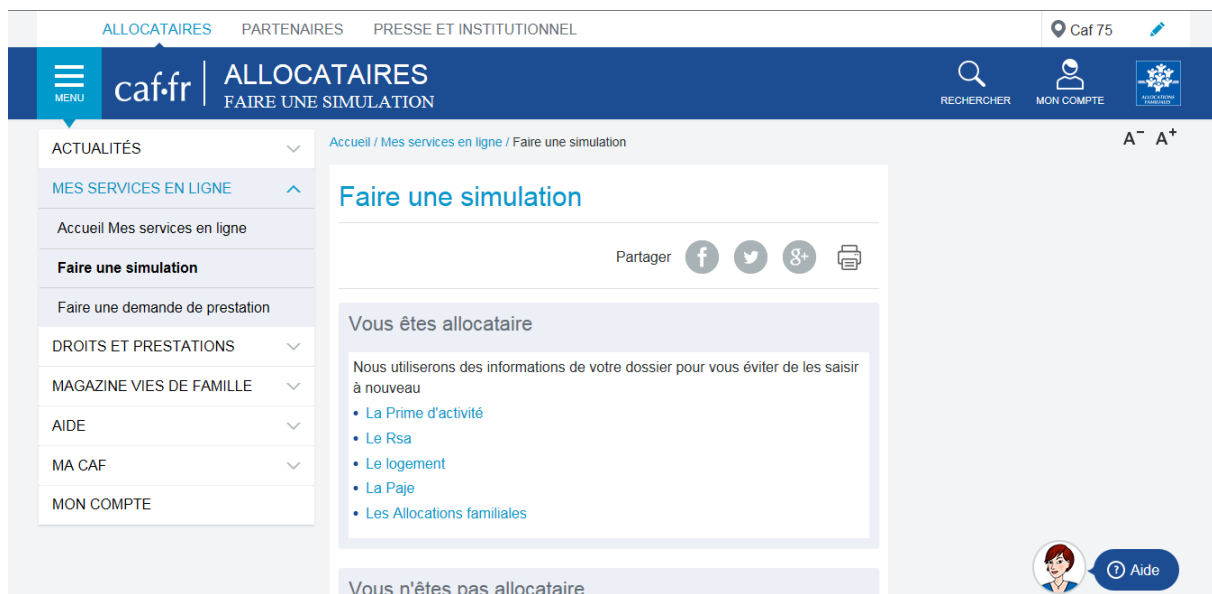 ALLOCATAIRES PARTENAIRES PRESSE ET INSTITUTIONNEL Caf 75
MENU caf.fr ALLOCATAIRES
FAIRE UNE SIMULATION
RECHERCHER MON COMPTE ALLOCATIONS FAMILIALES
Accueil / Mes services en ligne / Faire une simulation A- A+
ACTUALITÉS
MES SERVICES EN LIGNE
Accueil Mes services en ligne
Faire une simulation
Faire une demande de prestation
DROITS ET PRESTATIONS
MAGAZINE VIES DE FAMILLE
AIDE
MA CAF
MON COMPTE
Faire une simulation
Partager f 8+
Vous êtes allocataire
Nous utiliserons des informations de votre dossier pour vous éviter de les saisir
à nouveau
• La Prime d'activité
• Le Rsa
• Le logement
• La Paje
• Les Allocations familiales
Vous n'êtes pas allocataire
? Aide